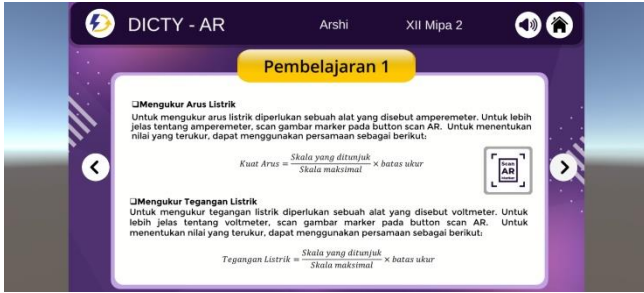 DICTY - AR
Arshi
XII Mipa 2
Pembelajaran 1
❑Mengukur Arus Listrik
Untuk mengukur arus listrik diperlukan sebuah alat yang disebut amperemeter. Untuk lebih
jelas tentang amperemeter, scan gambar marker pada button scan AR. Untuk menentukan
nilai yang terukur, dapat menggunakan persamaan sebagai berikut:
Kuat Arus = Skala yang ditunjuk / Skala maksimal × batas ukur
Scan
AR
❑Mengukur Tegangan Listrik
Untuk mengukur tegangan listrik diperlukan sebuah alat yang disebut voltmeter. Untuk
lebih jelas tentang voltmeter, scan gambar marker pada button scan AR. Untuk
menentukan nilai yang terukur, dapat menggunakan persamaan sebagai berikut:
Tegangan Listrik = Skala yang ditunjuk / Skala maksimal × batas ukur